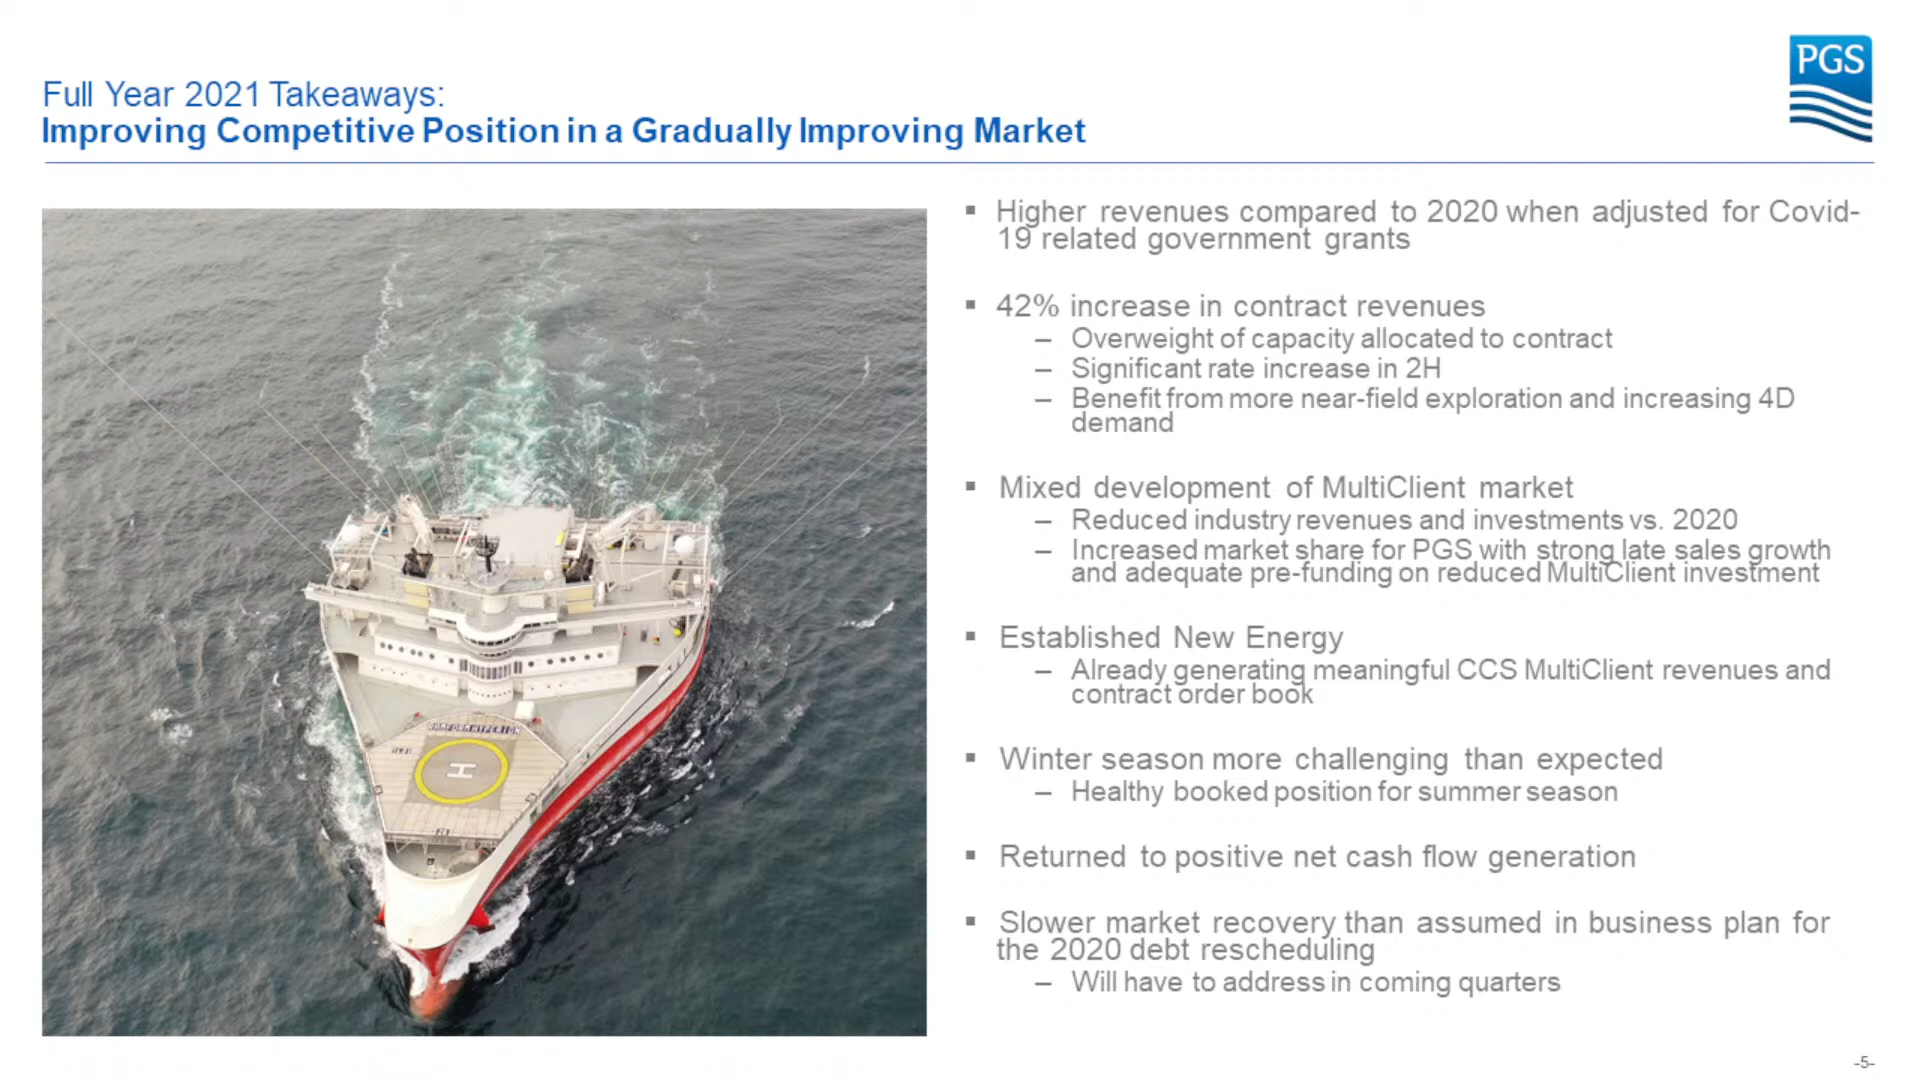 PGS
Full Year 2021 Takeaways:
Improving Competitive Position in a Gradually Improving Market
▪ Higher revenues compared to 2020 when adjusted for Covid-
19 related government grants
▪ 42% increase in contract revenues
– Overweight of capacity allocated to contract
– Significant rate increase in 2H
– Benefit from more near-field exploration and increasing 4D
demand
▪ Mixed development of MultiClient market
– Reduced industry revenues and investments vs. 2020
– Increased market share for PGS with strong late sales growth
and adequate pre-funding on reduced MultiClient investment
▪ Established New Energy
– Already generating meaningful CCS MultiClient revenues and
contract order book
▪ Winter season more challenging than expected
– Healthy booked position for summer season
▪ Returned to positive net cash flow generation
▪ Slower market recovery than assumed in business plan for
the 2020 debt rescheduling
– Will have to address in coming quarters
RAMFORM HYPERION
H
-5-